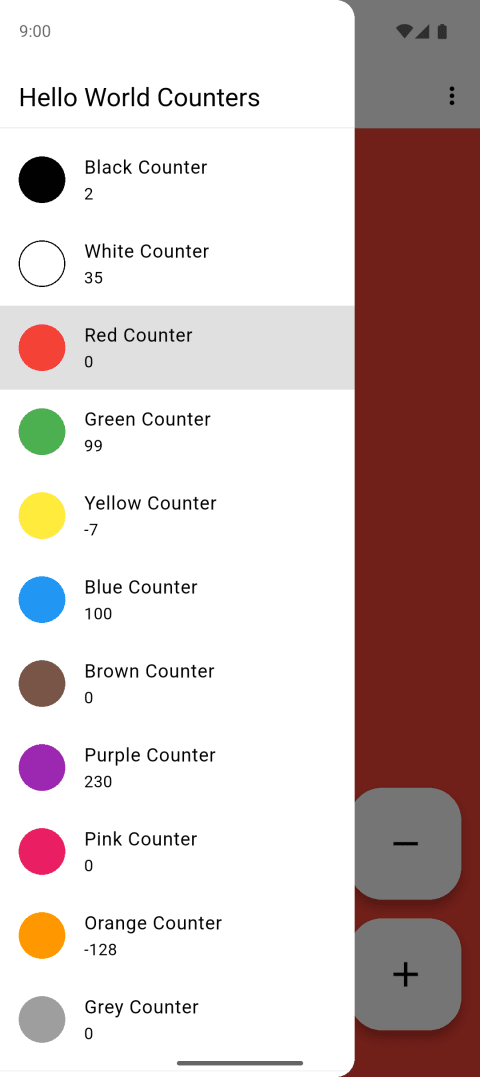 9:00
Hello World Counters
Black Counter
2
White Counter
35
Red Counter
0
Green Counter
99
Yellow Counter
-7
Blue Counter
100
Brown Counter
0
Purple Counter
230
Pink Counter
0
Orange Counter
-128
Grey Counter
0